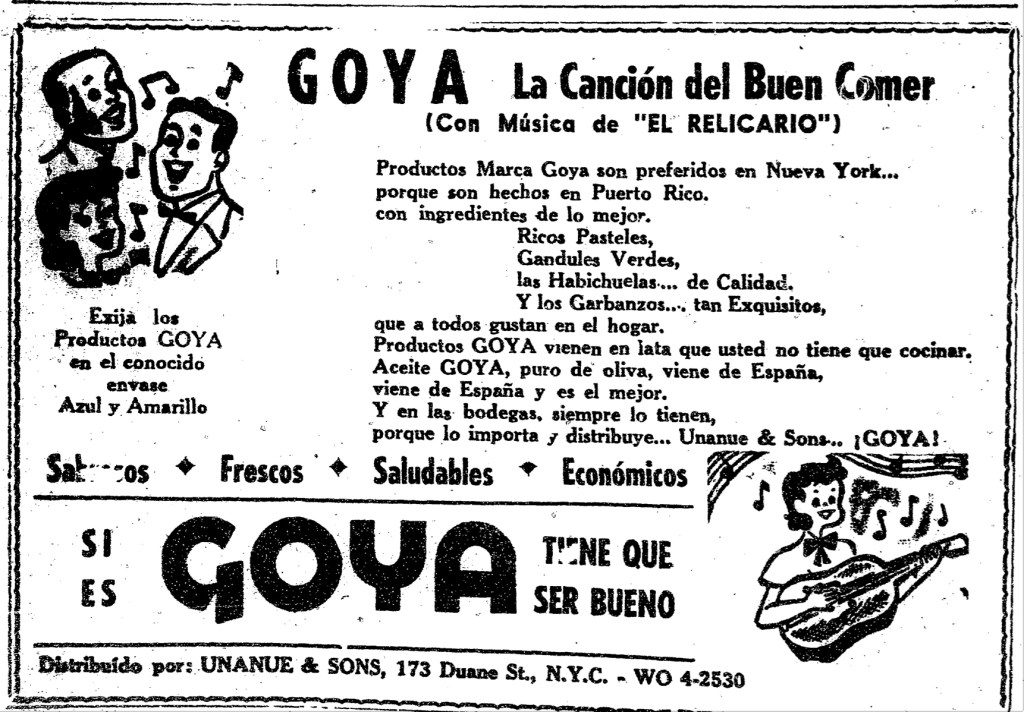 GOYA La Canción del Buen Comer
(Con Música de "EL RELICARIO")
Productos Marca Goya son preferidos en Nueva York...
porque son hechos en Puerto Rico.
con ingredientes de lo mejor.
Ricos Pasteles,
Gandules Verdes,
las Habichuelas... de Calidad.
Y los Garbanzos... tan Exquisitos,
que a todos gustan en el hogar.
Productos GOYA vienen en lata que usted no tiene que cocinar.
Aceite GOYA, puro de oliva, viene de España,
viene de España y es el mejor.
Y en las bodegas, siempre lo tienen,
porque lo importa y distribuye... Unanue & Sons... ¡GOYA!
Exija los
Productos GOYA
en el conocido
envase
Azul y Amarillo
Frescos Saludables Económicos
SI
ES
GOYA
TIENE QUE
SER BUENO
Distribuído por: UNANUE & SONS, 173 Duane St., N.Y.C. - WO 4-2530